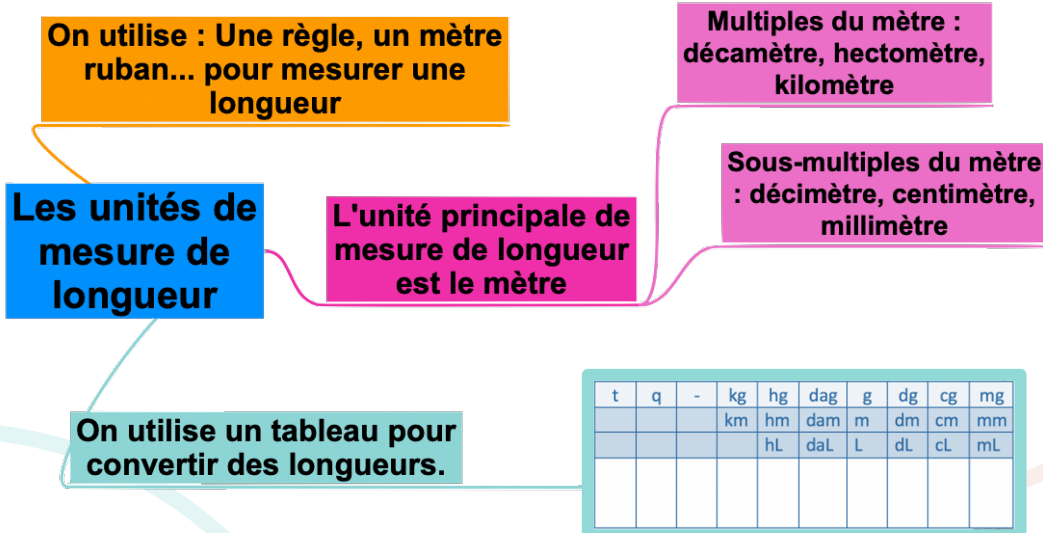 On utilise : Une règle, un mètre
ruban... pour mesurer une
longueur
Multiples du mètre :
décamètre, hectomètre,
kilomètre
Sous-multiples du mètre
: décimètre, centimètre,
millimètre
Les unités de
mesure de
longueur
L'unité principale de
mesure de longueur
est le mètre
On utilise un tableau pour
convertir des longueurs.
t q - kg hg dag g dg cg mg
km hm dam m dm cm mm
hL daL L dL cL mL